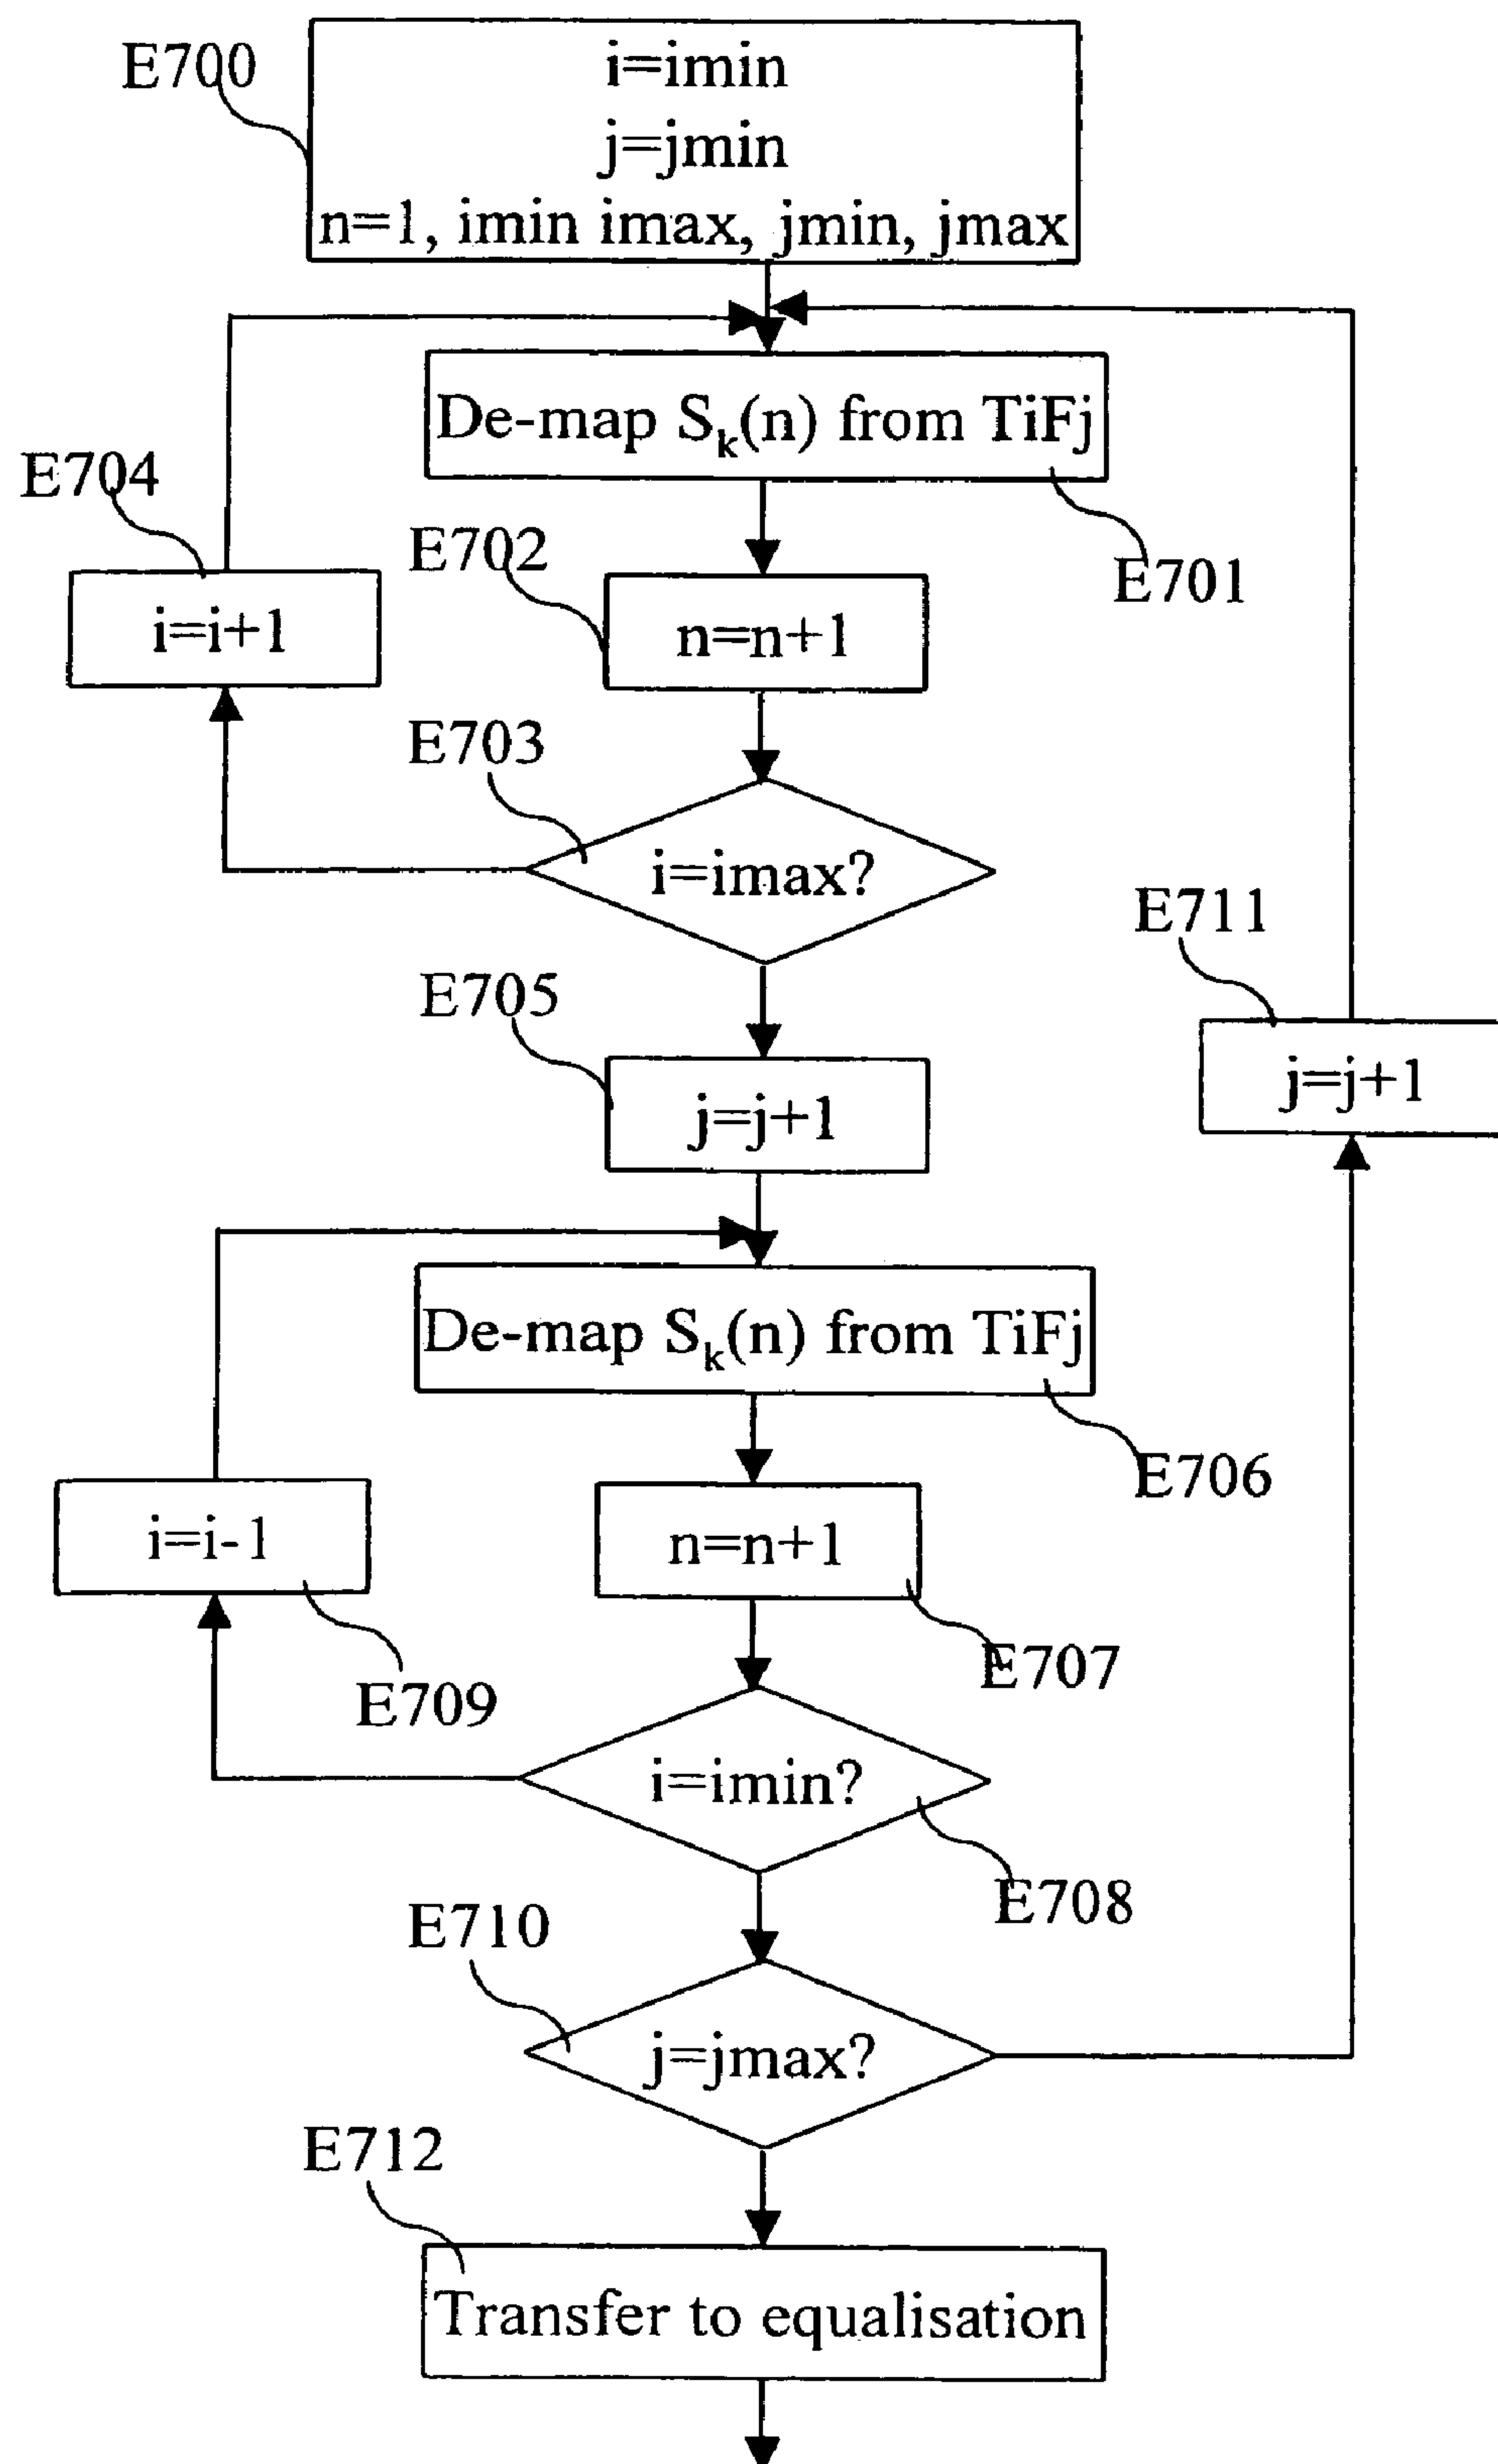 E700
i=imin
j=jmin
n=1, imin imax, jmin, jmax
De-map Sk(n) from TiFj
E704
E702
E701
i=i+1
n=n+1
E703
i=imax?
E711
E705
j=j+1
j=j+1
De-map Sk(n) from TiFj
E706
i=i-1
n=n+1
E707
E709
i=imin?
E708
E710
j=jmax?
E712
Transfer to equalisation